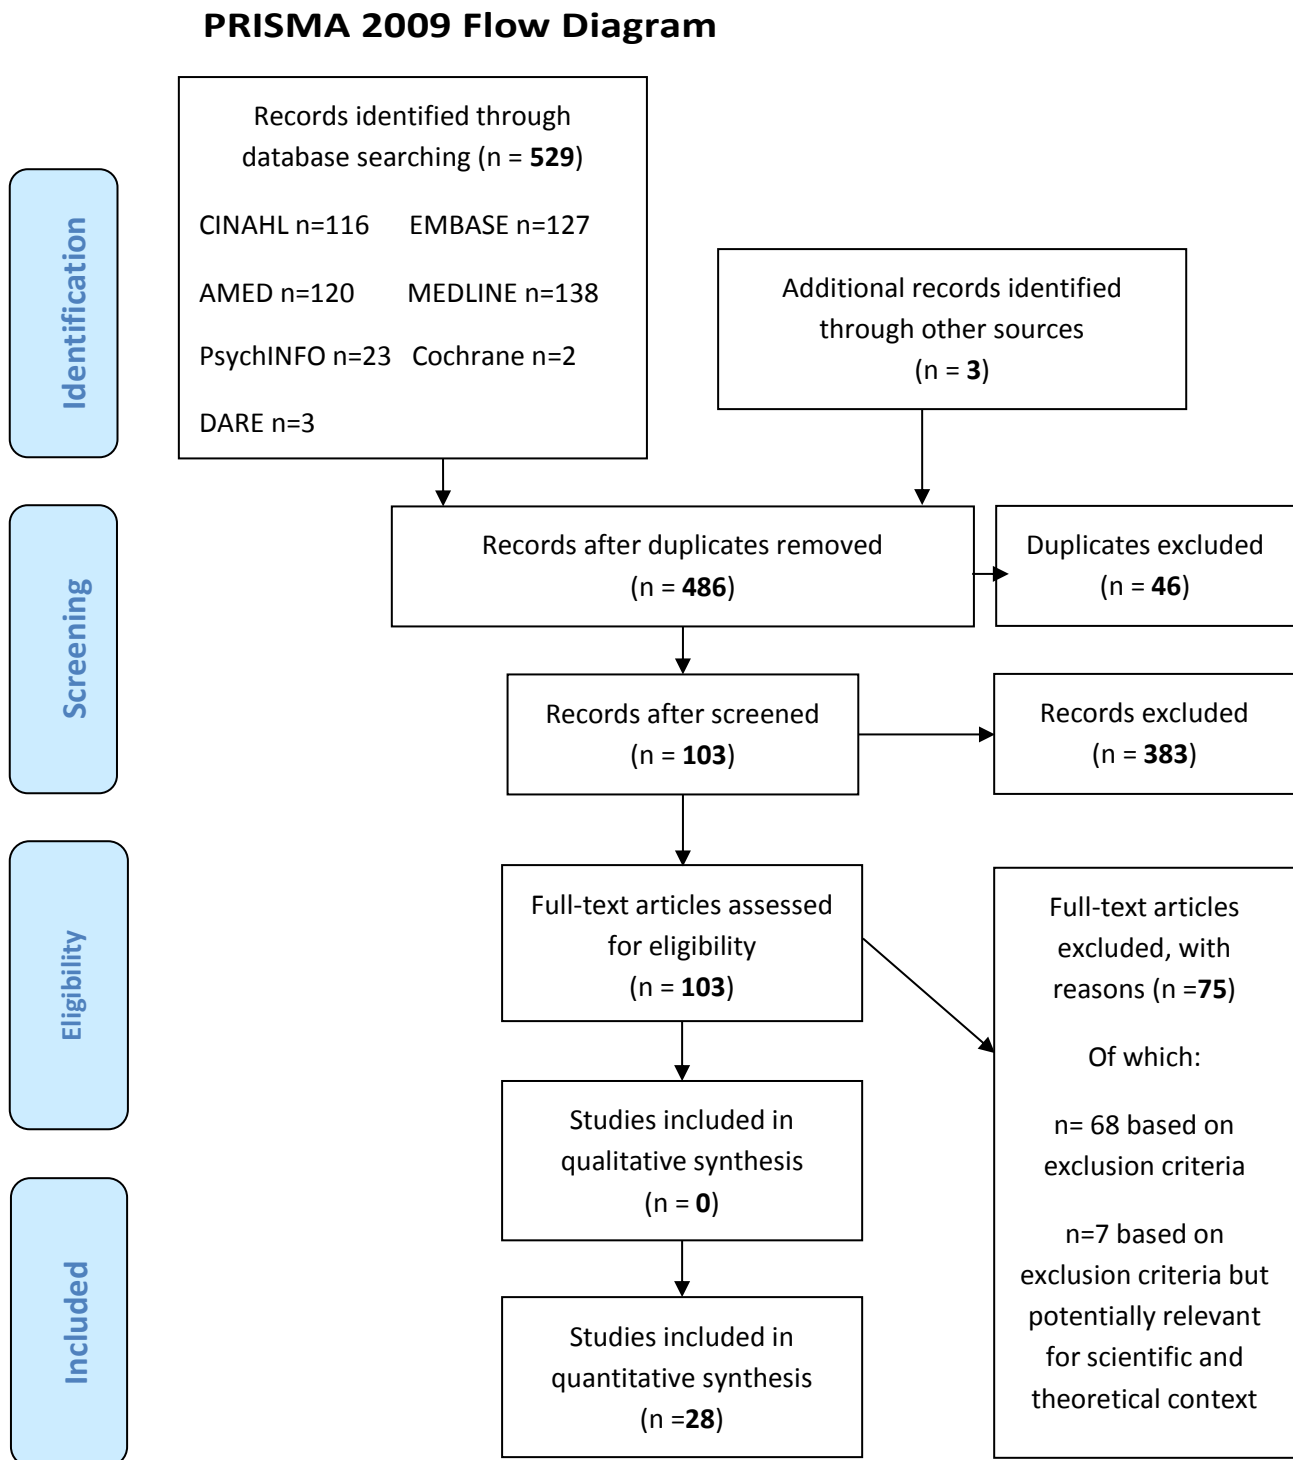 PRISMA 2009 Flow Diagram
Identification
Records identified through
database searching (n = 529)
CINAHL n=116 EMBASE n=127
AMED n=120 MEDLINE n=138
PsychINFO n=23 Cochrane n=2
DARE n=3
Additional records identified
through other sources
(n = 3)
Screening
Records after duplicates removed
(n = 486)
Duplicates excluded
(n = 46)
Records after screened
(n = 103)
Records excluded
(n = 383)
Eligibility
Full-text articles assessed
for eligibility
(n = 103)
Full-text articles
excluded, with
reasons (n =75)
Of which:
n= 68 based on
exclusion criteria
n=7 based on
exclusion criteria but
potentially relevant
for scientific and
theoretical context
Studies included in
qualitative synthesis
(n = 0)
Included
Studies included in
quantitative synthesis
(n =28)